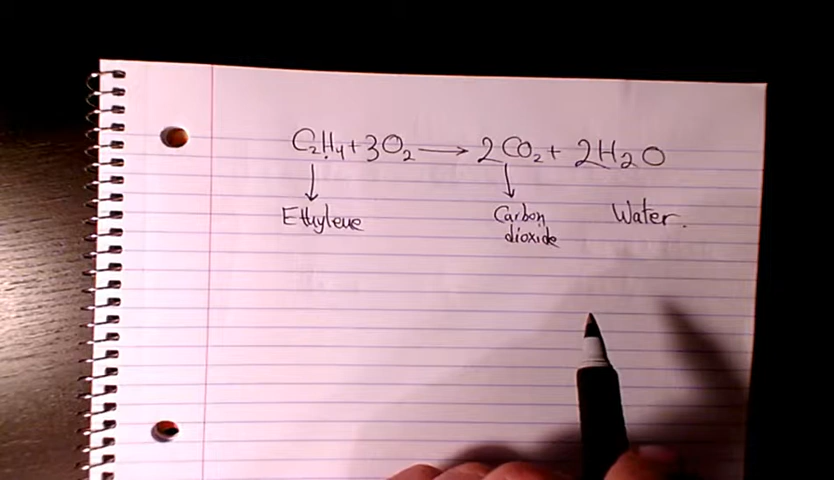 C₂H₄+3O₂ → 2CO₂+ 2H₂O
Ethylene Carbon Water.
dioxide